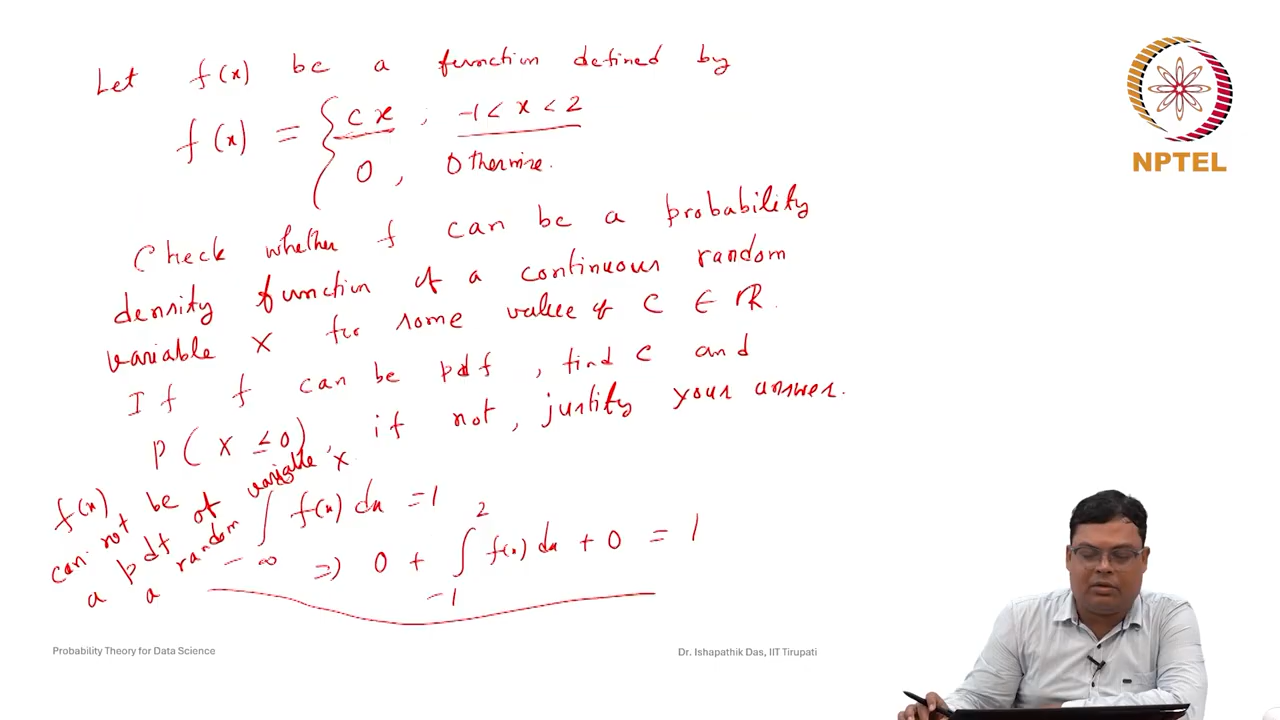 Let f(x) be a function defined by
f(x) = { cx ; -1 < x < 2
0 , Otherwise.
Check whether f can be a probability
density function of a continuous random
variable X for some value of C ∈ ℝ.
If f can be pdf, find C and
P(X ≤ 0), if not, justify your answer.
f(x) can not be a pdf of a random variable X
∫ f(x) dx = 1
-∞
⇒ 0 + ∫_{-1}^{2} f(x) dx + 0 = 1
NPTEL
Probability Theory for Data Science
Dr. Ishapathik Das, IIT Tirupati